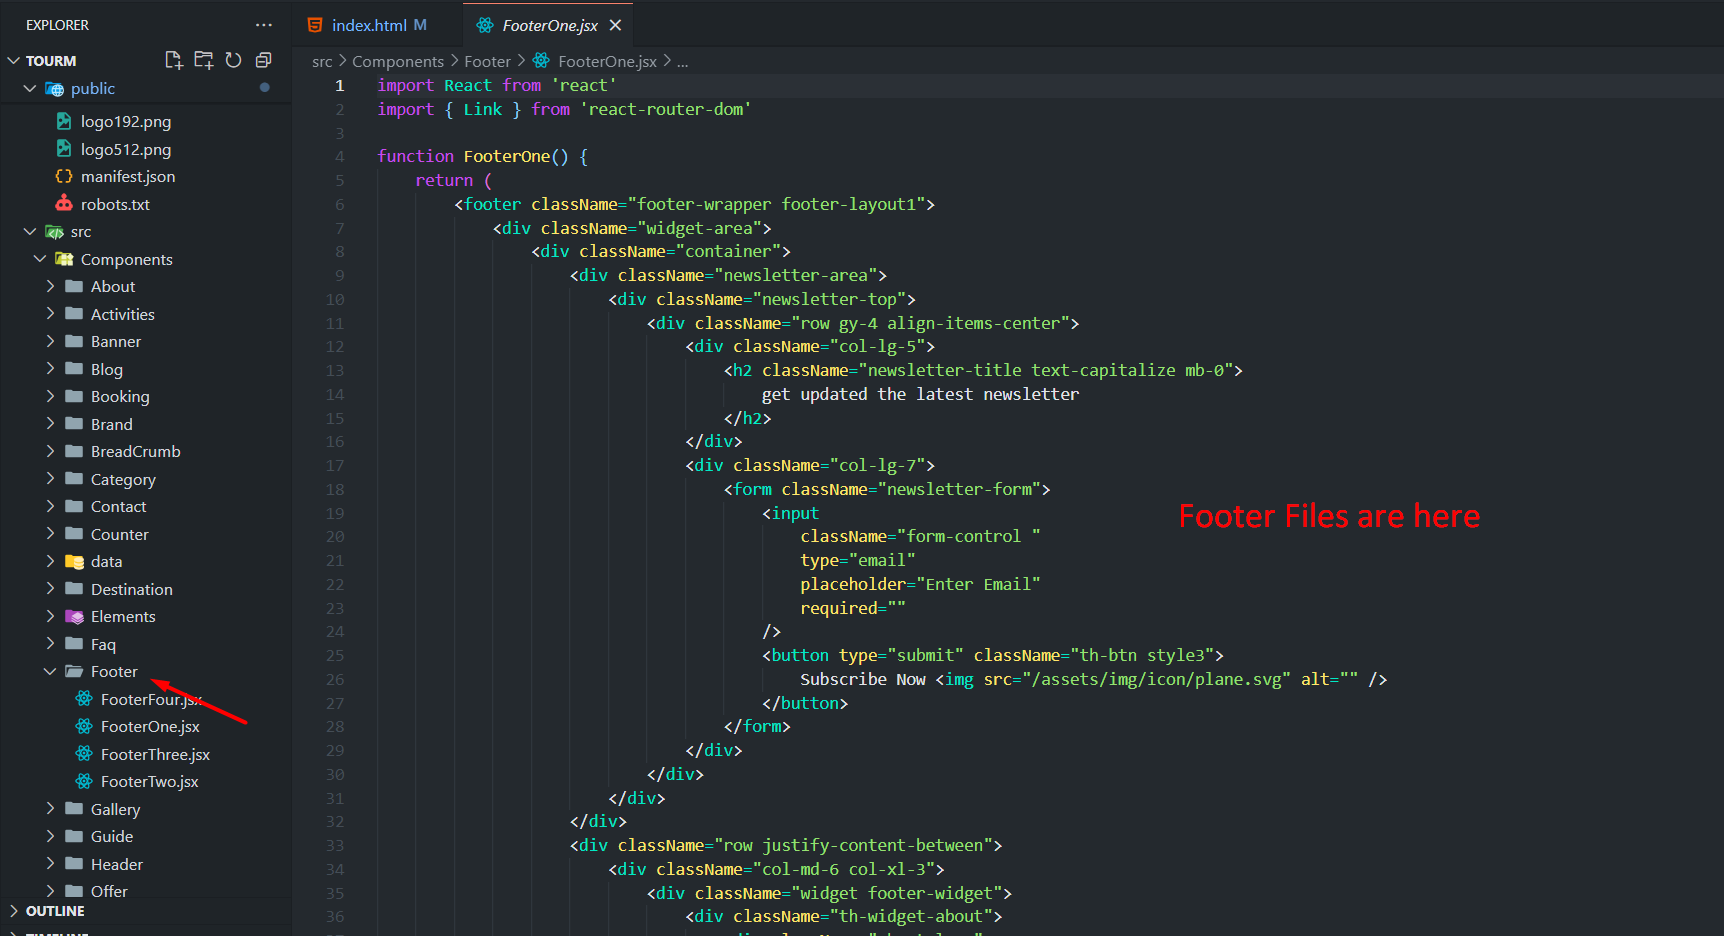 EXPLORER
TOURM
public
logo192.png
logo512.png
manifest.json
robots.txt
src
Components
About
Activities
Banner
Blog
Booking
Brand
BreadCrumb
Category
Contact
Counter
data
Destination
Elements
Faq
Footer
FooterFour.jsx
FooterOne.jsx
FooterThree.jsx
FooterTwo.jsx
Gallery
Guide
Header
Offer
OUTLINE
TIMELINE
index.html M
FooterOne.jsx
src > Components > Footer > FooterOne.jsx > ...
1 import React from 'react'
2 import { Link } from 'react-router-dom'
3
4 function FooterOne() {
5 return (
6 <footer className="footer-wrapper footer-layout1">
7 <div className="widget-area">
8 <div className="container">
9 <div className="newsletter-area">
10 <div className="newsletter-top">
11 <div className="row gy-4 align-items-center">
12 <div className="col-lg-5">
13 <h2 className="newsletter-title text-capitalize mb-0">
14 get updated the latest newsletter
15 </h2>
16 </div>
17 <div className="col-lg-7">
18 <form className="newsletter-form">
19 <input
20 className="form-control "
21 type="email"
22 placeholder="Enter Email"
23 required=""
24 />
25 <button type="submit" className="th-btn style3">
26 Subscribe Now <img src="/assets/img/icon/plane.svg" alt="" />
27 </button>
28 </form>
29 </div>
30 </div>
31 </div>
32 </div>
33 <div className="row justify-content-between">
34 <div className="col-md-6 col-xl-3">
35 <div className="widget footer-widget">
36 <div className="th-widget-about">
Footer Files are here